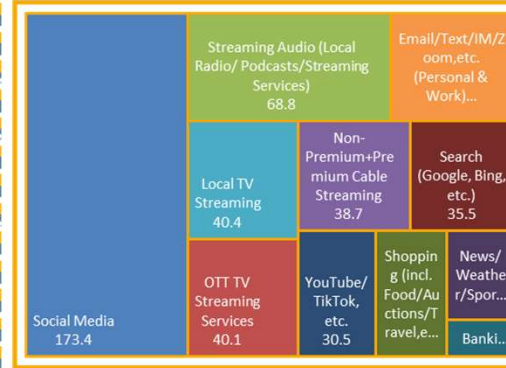 Social Media
173.4
Streaming Audio (Local
Radio/ Podcasts/Streaming
Services)
68.8
Email/Text/IM/Z
oom,etc.
(Personal &
Work)...
Local TV
Streaming
40.4
Non-
Premium+Pre
mium Cable
Streaming
38.7
Search
(Google, Bing,
etc.)
35.5
OTT TV
Streaming
Services
40.1
YouTube/
TikTok,
etc.
30.5
Shoppin
g (incl.
Food/Au
ctions/T
ravel,e...
News/
Weathe
r/Spor...
Banki...